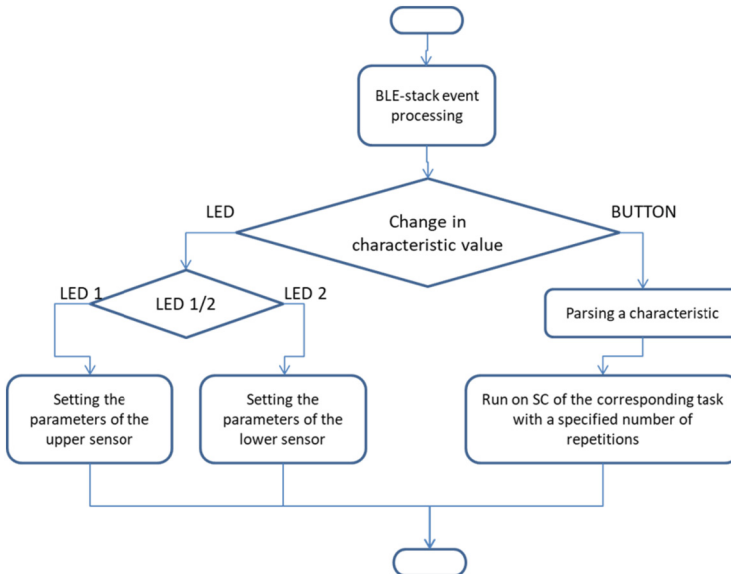 BLE-stack event
processing
LED
BUTTON
Change in
characteristic value
LED 1
LED 1/2
LED 2
Parsing a characteristic
Setting the
parameters of the
upper sensor
Setting the
parameters of the
lower sensor
Run on SC of the corresponding task
with a specified number of
repetitions